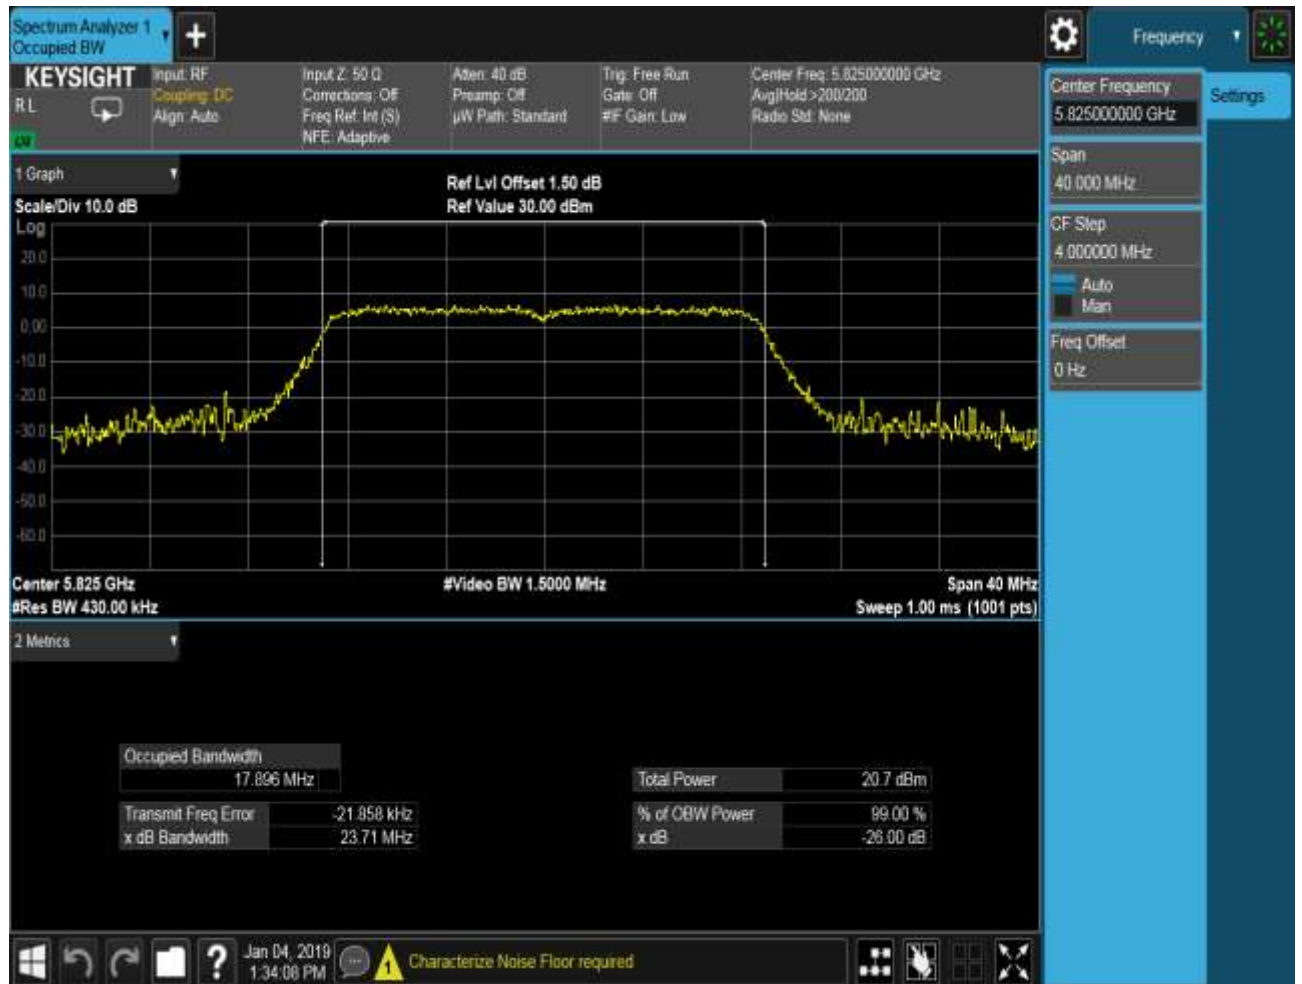 Spectrum Analyzer 1
Occupied BW
Frequency
KEYSIGHT
R L
Input: RF
Coupling: DC
Align: Auto
Input Z: 50 Ω
Corrections: Off
Freq Ref: Int (S)
NFE: Adaptive
Atten: 40 dB
Preamp: Off
µW Path: Standard
Trig: Free Run
Gate: Off
#IF Gain: Low
Center Freq: 5.825000000 GHz
Avg|Hold:>200/200
Radio Std: None
Center Frequency
5.825000000 GHz
Settings
Span
40.000 MHz
CF Step
4.000000 MHz
Auto
Man
Freq Offset
0 Hz
1 Graph
Scale/Div 10.0 dB
Ref Lvl Offset 1.50 dB
Ref Value 30.00 dBm
Log
20.0
10.0
0.00
-10.0
-20.0
-30.0
-40.0
-50.0
-60.0
Center 5.825 GHz
#Res BW 430.00 kHz
#Video BW 1.5000 MHz
Span 40 MHz
Sweep 1.00 ms (1001 pts)
2 Metrics
Occupied Bandwidth
17.896 MHz
Transmit Freq Error -21.858 kHz
x dB Bandwidth 23.71 MHz
Total Power 20.7 dBm
% of OBW Power 99.00 %
x dB -26.00 dB
Jan 04, 2019
1:34:08 PM
Characterize Noise Floor required